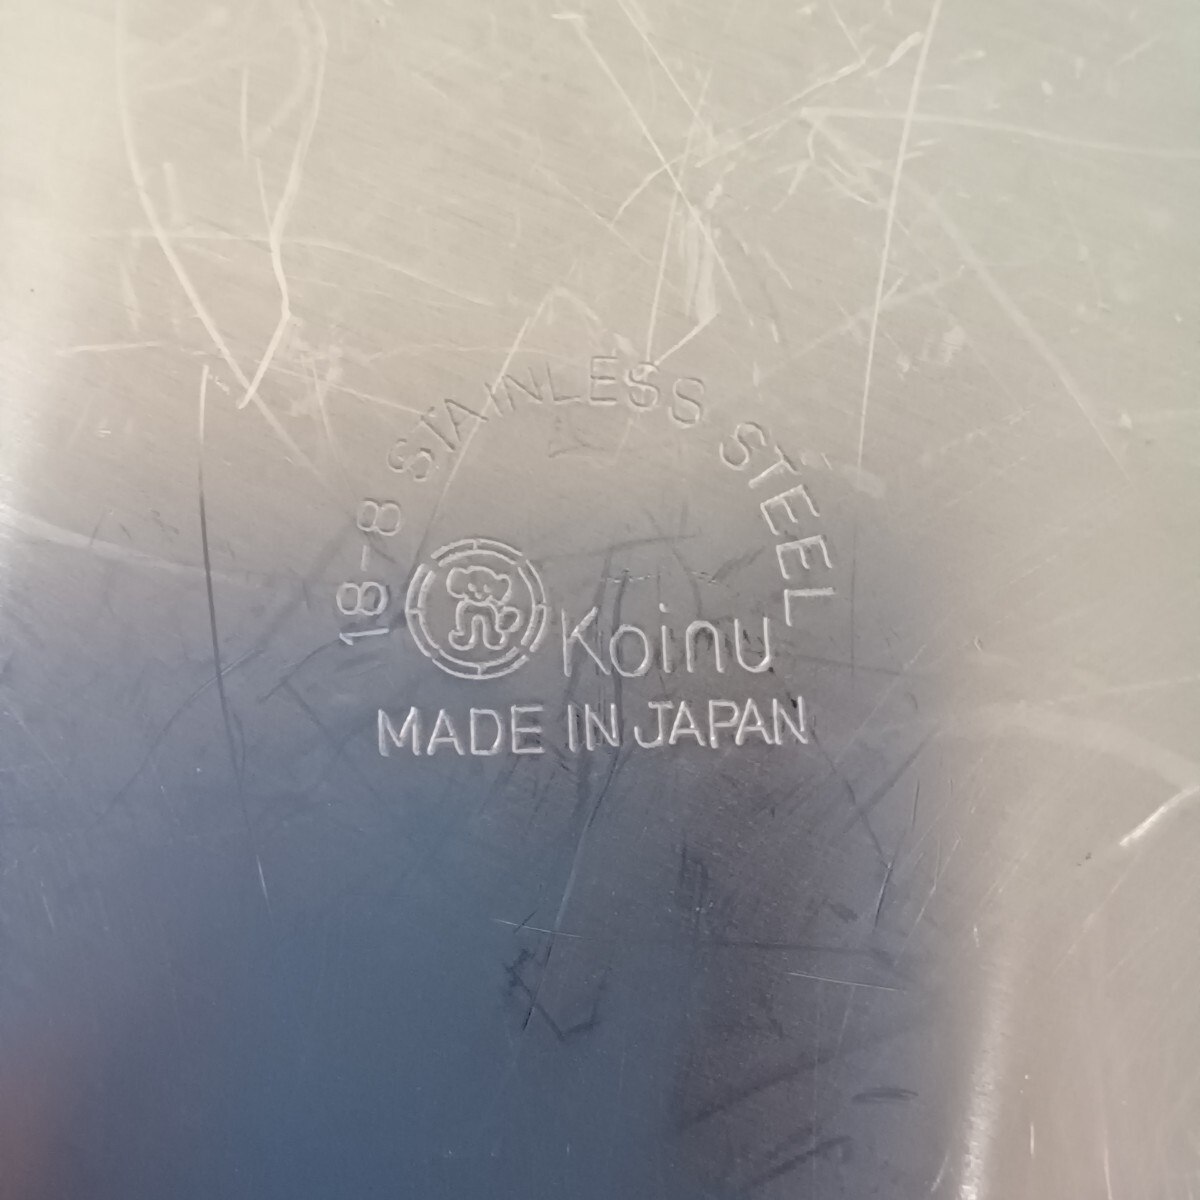 18-8 STAINLESS STEEL
Koinu
MADE IN JAPAN